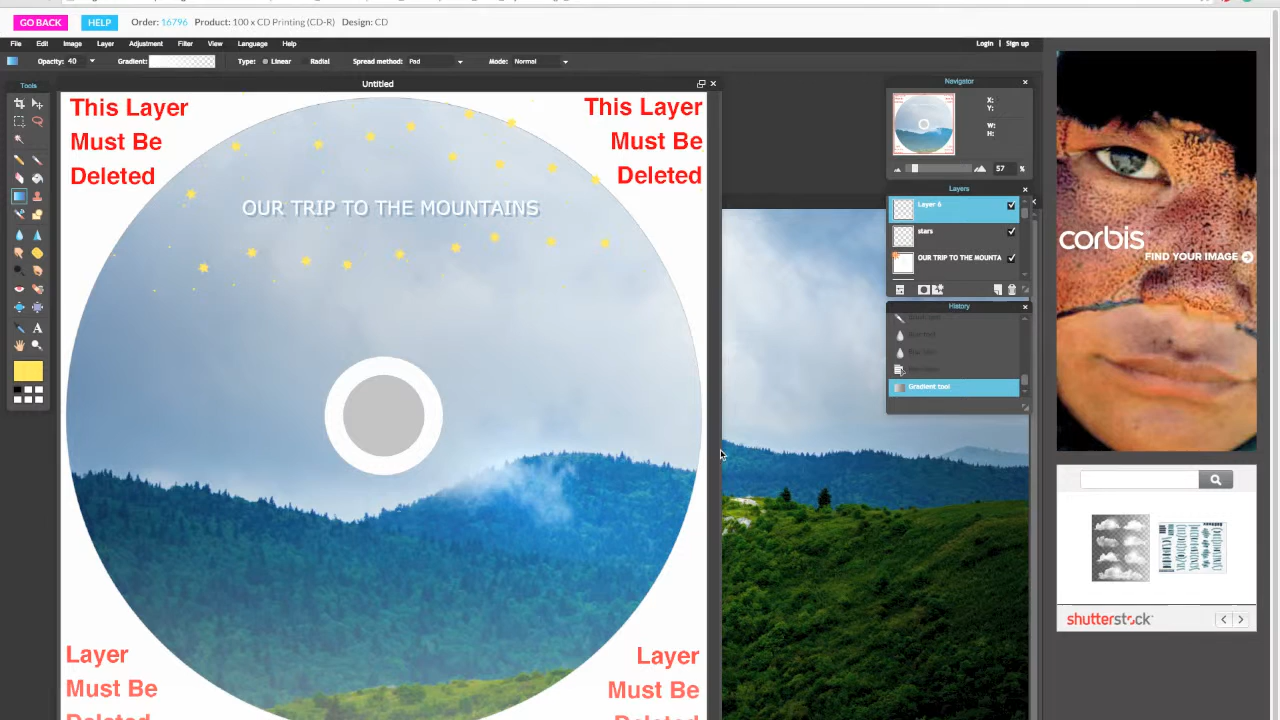 GO BACK HELP Order: 16796 Product: 100 x CD Printing (CD-R) Design: CD
File Edit Image Layer Adjustment Filter View Language Help Login Sign up
Opacity: 40 Gradient: Type: Linear Radial Spread method: Pad Mode: Normal
Tools
Untitled
Navigator
X:
Y:
W:
H:
57 %
Layers
Layer 6
stars
OUR TRIP TO THE MOUNTA
History
Gradient tool
This Layer
Must Be
Deleted
This Layer
Must Be
Deleted
OUR TRIP TO THE MOUNTAINS
Layer
Must Be
Deleted
Layer
Must Be
Deleted
corbis
FIND YOUR IMAGE
shutterstock